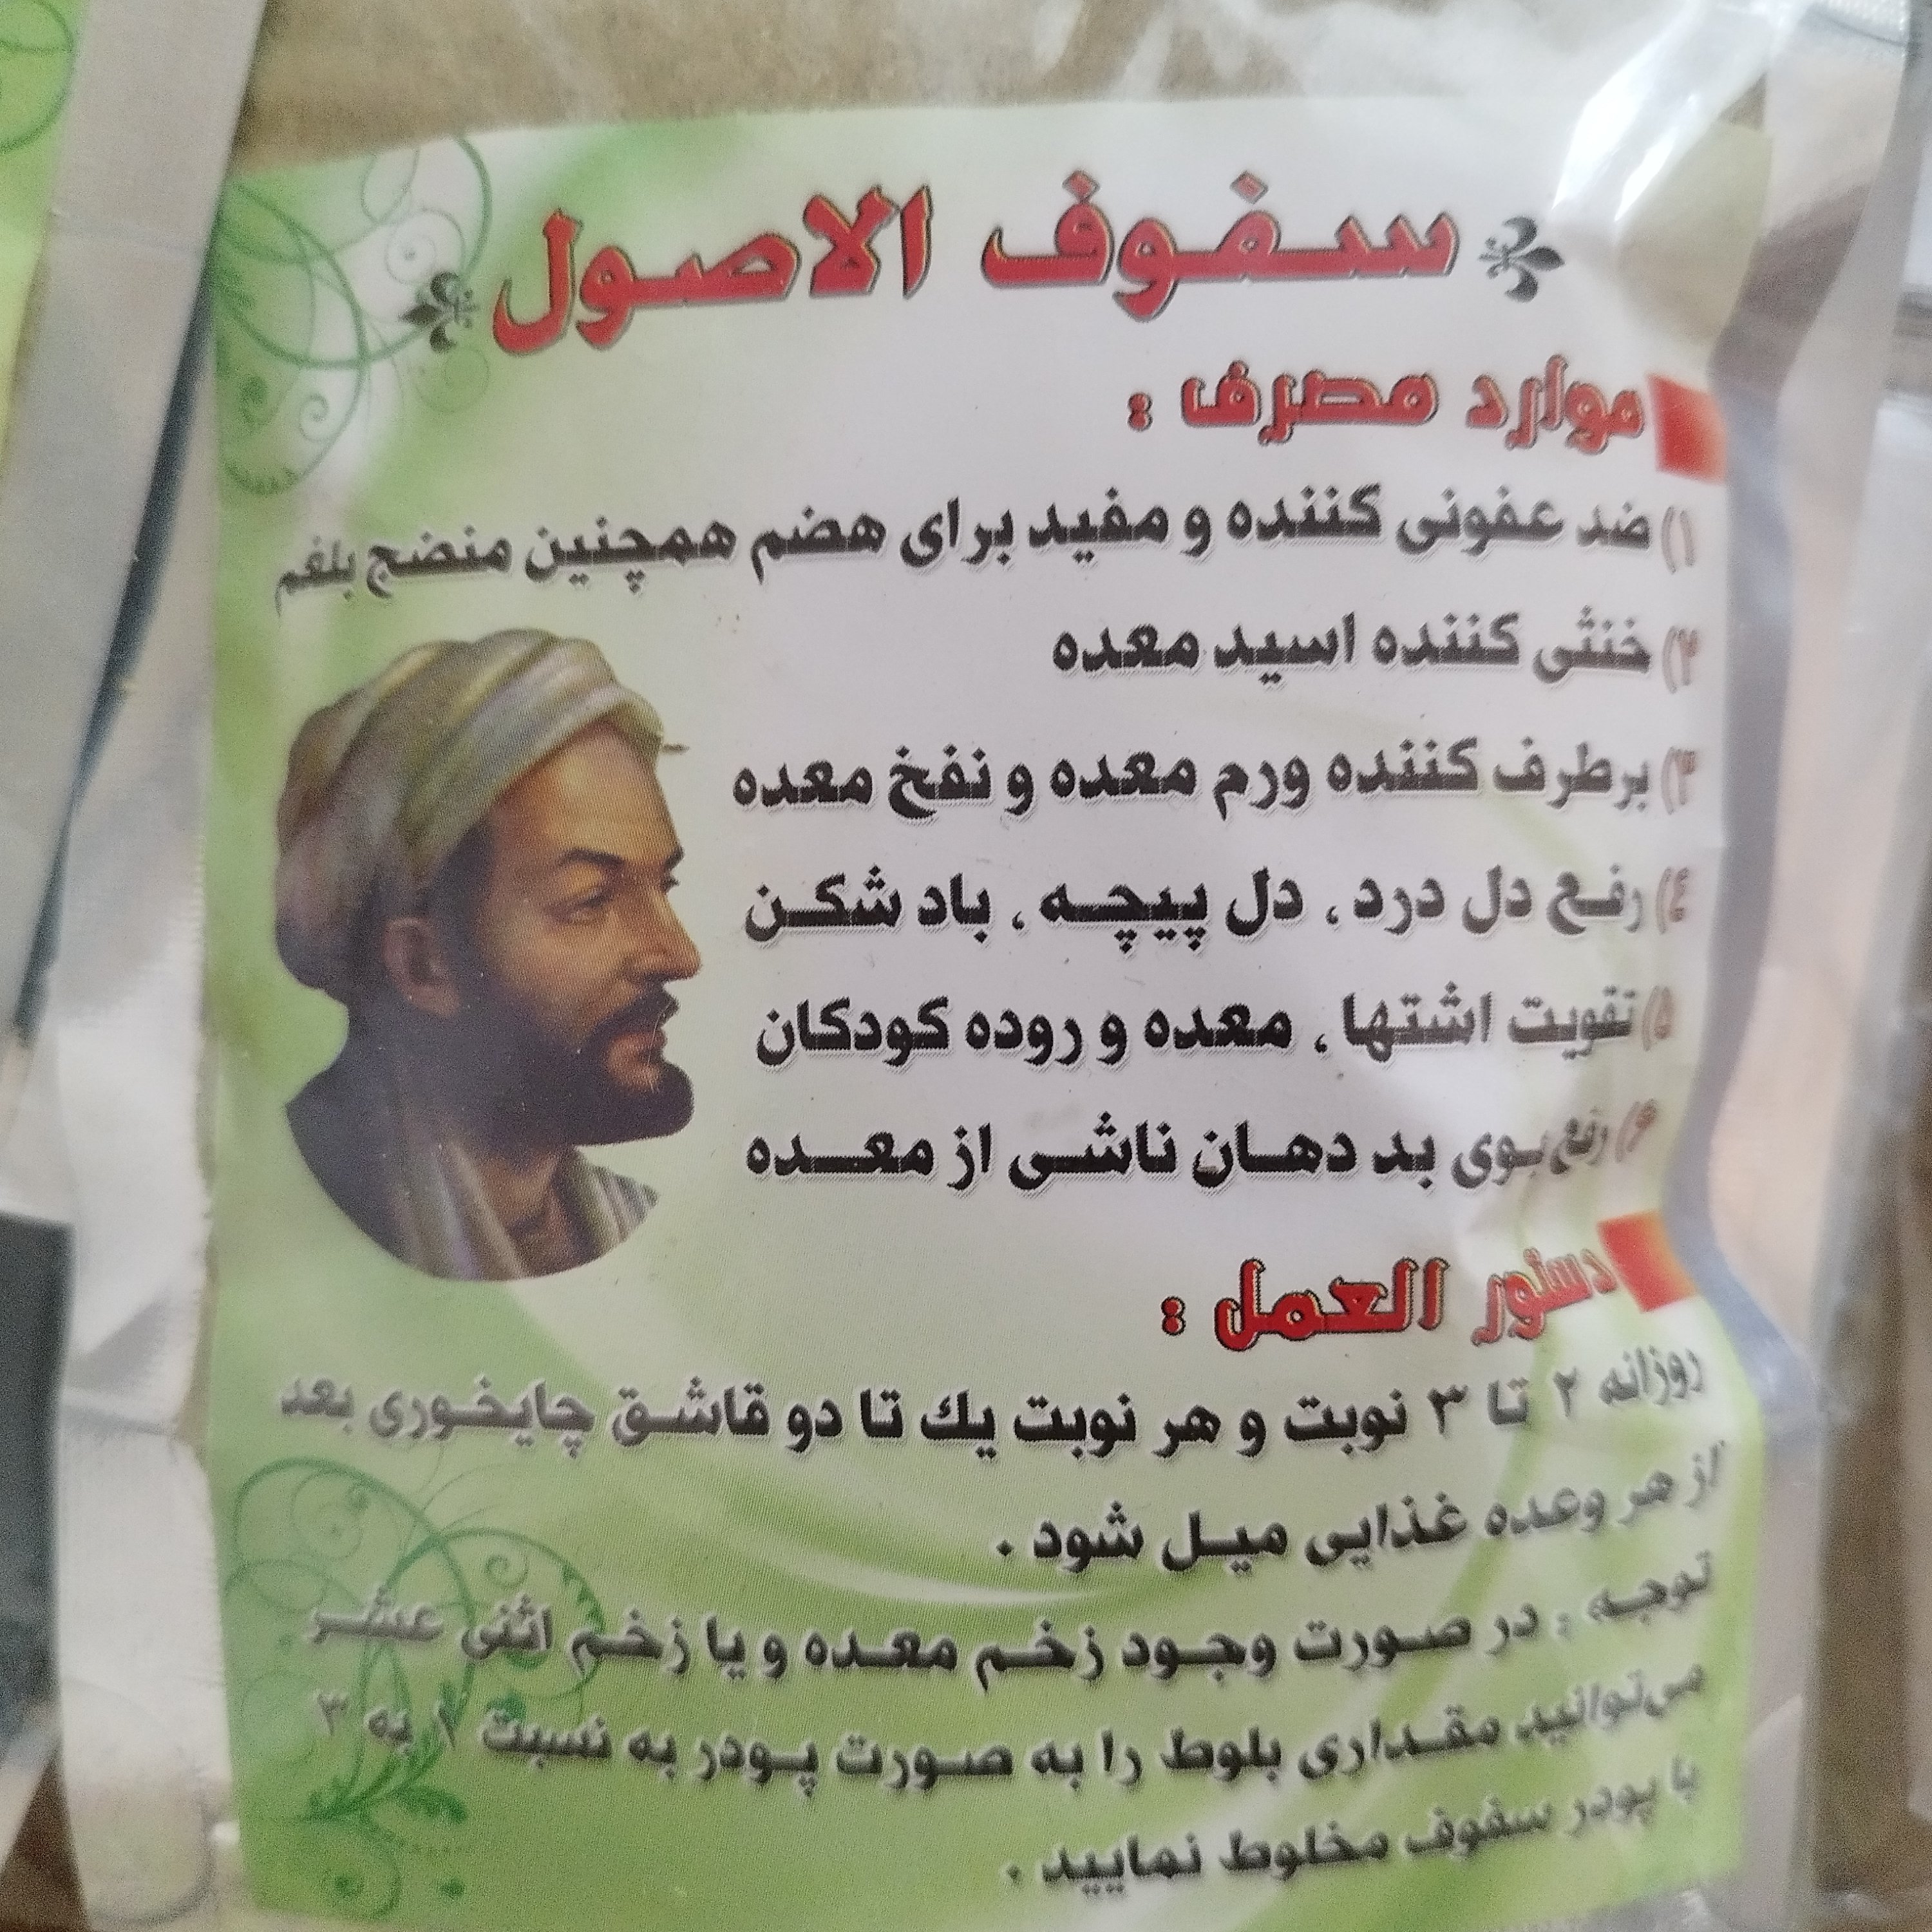 سفوف الاصول
موارد مصرف :
۱) ضد عفونی کننده و مفید برای هضم همچنین منضج بلغم
۲) خنثی کننده اسید معده
۳) برطرف کننده ورم معده و نفخ معده
٤) رفع دل درد ، دل پیچه ، باد شکن
۵) تقویت اشتها ، معده و روده کودکان
۶) رفع بوی بد دهان ناشی از معده
دستور العمل :
روزانه ۲ تا ۳ نوبت و هر نوبت یك تا دو قاشق چایخوری بعد
از هر وعده غذایی میل شود .
توجه : در صورت وجود زخم معده و یا زخم اثنی عشر
می‌توانید مقداری بلوط را به صورت پودر به نسبت ۱ به ۳
با پودر سفوف مخلوط نمایید .